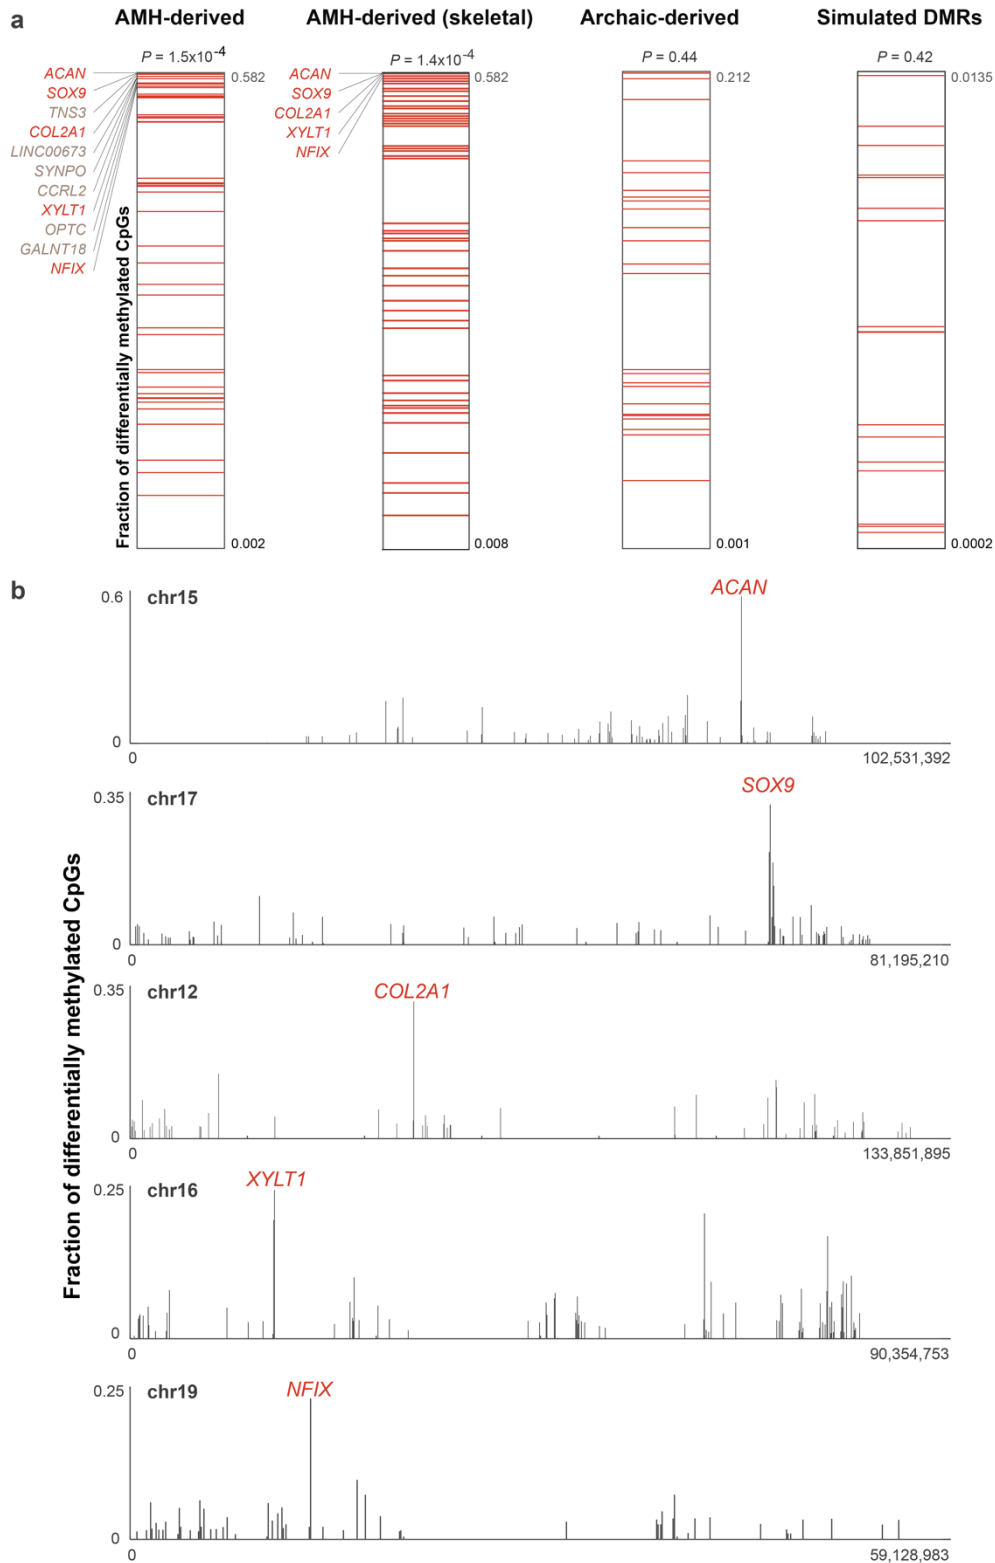 a
AMH-derived
AMH-derived (skeletal)
Archaic-derived
Simulated DMRs
P = 1.5x10-4
P = 1.4x10-4
P = 0.44
P = 0.42
ACAN
SOX9
TNS3
COL2A1
LINC00673
SYNPO
CCRL2
XYLT1
OPTC
GALNT18
NFIX
Fraction of differentially methylated CpGs
0.582
0.002
ACAN
SOX9
COL2A1
XYLT1
NFIX
0.582
0.008
0.212
0.001
0.0135
0.0002
b
Fraction of differentially methylated CpGs
0.6
chr15
ACAN
0
0
102,531,392
0.35
chr17
SOX9
0
0
81,195,210
0.35
chr12
COL2A1
0
0
133,851,895
0.25
chr16
XYLT1
0
0
90,354,753
0.25
chr19
NFIX
0
0
59,128,983